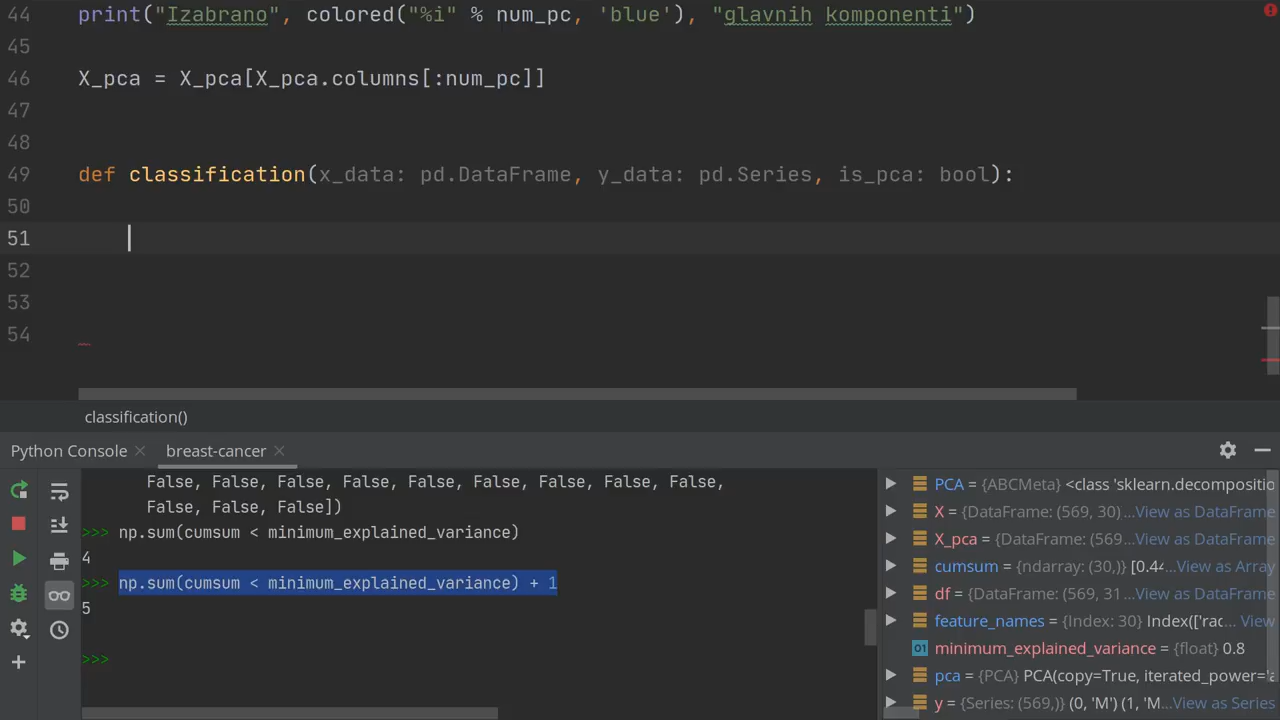 44 print("Izabrano", colored("%i" % num_pc, 'blue'), "glavnih komponenti")
45
46 X_pca = X_pca[X_pca.columns[:num_pc]]
47
48
49 def classification(x_data: pd.DataFrame, y_data: pd.Series, is_pca: bool):
50
51
52
53
54
classification()
Python Console breast-cancer
False, False, False, False, False, False, False, False, False,
False, False, False])
>>> np.sum(cumsum < minimum_explained_variance)
4
>>> np.sum(cumsum < minimum_explained_variance) + 1
5
>>>
PCA = {ABCMeta} <class 'sklearn.decompositio
X = {DataFrame: (569, 30) ...View as DataFrame
X_pca = {DataFrame: (569... View as DataFrame
cumsum = {ndarray: (30,)} [0.44...View as Array
df = {DataFrame: (569, 31...View as DataFrame
feature_names = {Index: 30} Index(['rac... View
01 minimum_explained_variance = {float} 0.8
pca = {PCA} PCA(copy=True, iterated_power='a
y = {Series: (569,)} (0, 'M') (1, 'M...View as Series